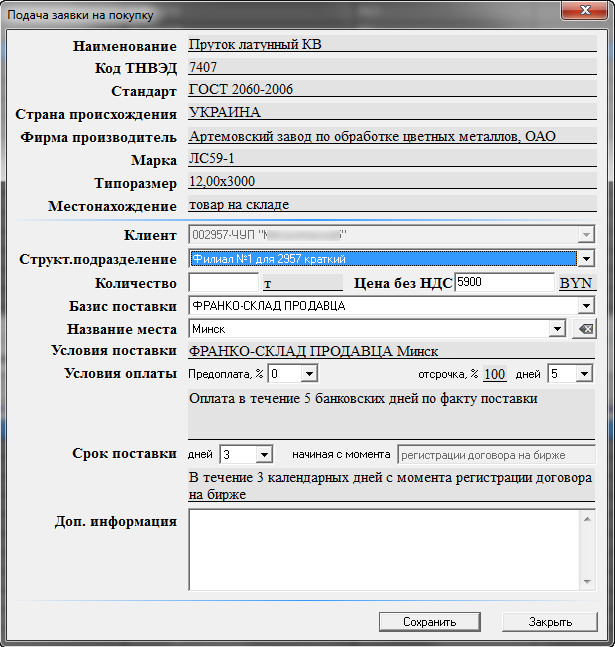 Подача заявки на покупку
Наименование Пруток латунный КВ
Код ТНВЭД 7407
Стандарт ГОСТ 2060-2006
Страна происхождения УКРАИНА
Фирма производитель Артемовский завод по обработке цветных металлов, ОАО
Марка ЛС59-1
Типоразмер 12,00х3000
Местонахождение товар на складе
Клиент 002957-ЧУП "
Структ.подразделение Филиал №1 для 2957 краткий
Количество т Цена без НДС 5900 BYN
Базис поставки ФРАНКО-СКЛАД ПРОДАВЦА
Название места Минск
Условия поставки ФРАНКО-СКЛАД ПРОДАВЦА Минск
Условия оплаты Предоплата, % 0 отсрочка, % 100 дней 5
Оплата в течение 5 банковских дней по факту поставки
Срок поставки дней 3 начиная с момента регистрации договора на бирже
В течение 3 календарных дней с момента регистрации договора
на бирже
Доп. информация
Сохранить Закрыть